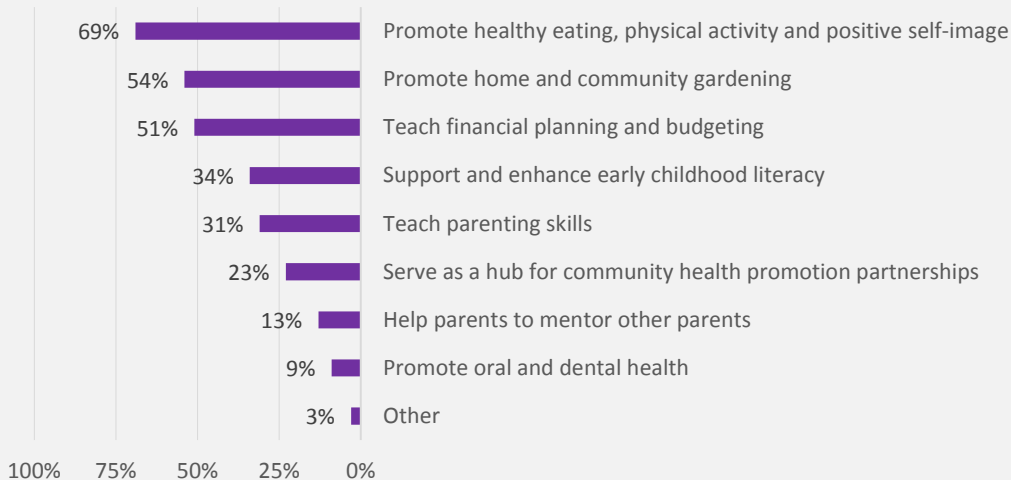 69% Promote healthy eating, physical activity and positive self-image
54% Promote home and community gardening
51% Teach financial planning and budgeting
34% Support and enhance early childhood literacy
31% Teach parenting skills
23% Serve as a hub for community health promotion partnerships
13% Help parents to mentor other parents
9% Promote oral and dental health
3% Other
100% 75% 50% 25% 0%